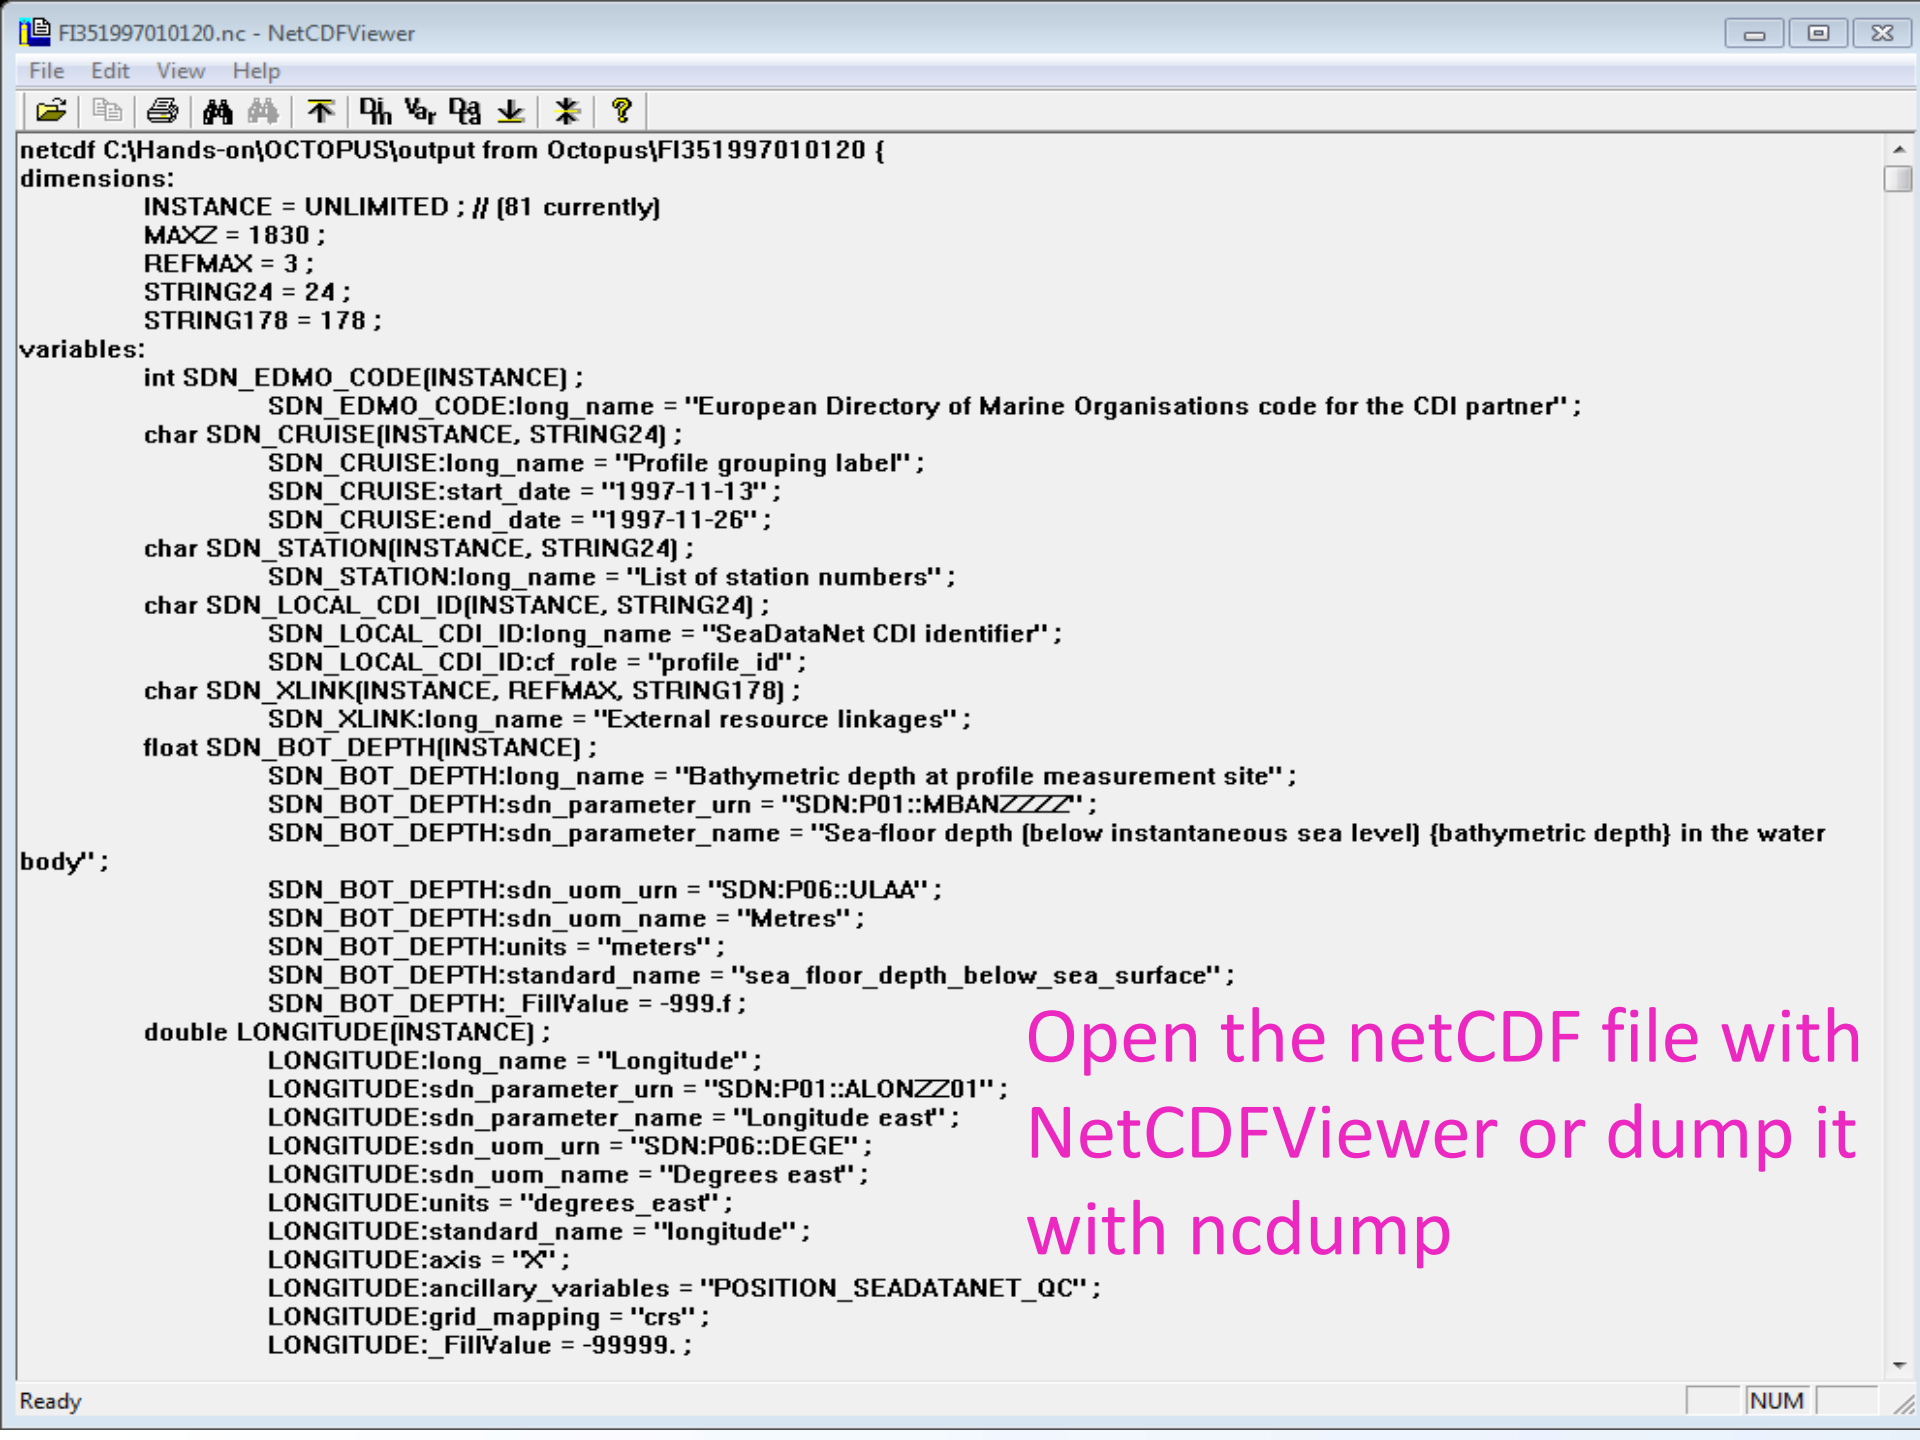 FI351997010120.nc - NetCDFViewer
File Edit View Help
Dim Var Da
netcdf C:\Hands-on\OCTOPUS\output from Octopus\FI351997010120 {
dimensions:
INSTANCE = UNLIMITED ; // (81 currently)
MAXZ = 1830 ;
REFMAX = 3 ;
STRING24 = 24 ;
STRING178 = 178 ;
variables:
int SDN_EDMO_CODE(INSTANCE) ;
SDN_EDMO_CODE:long_name = "European Directory of Marine Organisations code for the CDI partner" ;
char SDN_CRUISE(INSTANCE, STRING24) ;
SDN_CRUISE:long_name = "Profile grouping label" ;
SDN_CRUISE:start_date = "1997-11-13" ;
SDN_CRUISE:end_date = "1997-11-26" ;
char SDN_STATION(INSTANCE, STRING24) ;
SDN_STATION:long_name = "List of station numbers" ;
char SDN_LOCAL_CDI_ID(INSTANCE, STRING24) ;
SDN_LOCAL_CDI_ID:long_name = "SeaDataNet CDI identifier" ;
SDN_LOCAL_CDI_ID:cf_role = "profile_id" ;
char SDN_XLINK(INSTANCE, REFMAX, STRING178) ;
SDN_XLINK:long_name = "External resource linkages" ;
float SDN_BOT_DEPTH(INSTANCE) ;
SDN_BOT_DEPTH:long_name = "Bathymetric depth at profile measurement site" ;
SDN_BOT_DEPTH:sdn_parameter_urn = "SDN:P01::MBANZZZZ" ;
SDN_BOT_DEPTH:sdn_parameter_name = "Sea-floor depth (below instantaneous sea level) {bathymetric depth} in the water
body" ;
SDN_BOT_DEPTH:sdn_uom_urn = "SDN:P06::ULAA" ;
SDN_BOT_DEPTH:sdn_uom_name = "Metres" ;
SDN_BOT_DEPTH:units = "meters" ;
SDN_BOT_DEPTH:standard_name = "sea_floor_depth_below_sea_surface" ;
SDN_BOT_DEPTH:_FillValue = -999.f ;
double LONGITUDE(INSTANCE) ;
LONGITUDE:long_name = "Longitude" ;
LONGITUDE:sdn_parameter_urn = "SDN:P01::ALONZZ01" ;
LONGITUDE:sdn_parameter_name = "Longitude east" ;
LONGITUDE:sdn_uom_urn = "SDN:P06::DEGE" ;
LONGITUDE:sdn_uom_name = "Degrees east" ;
LONGITUDE:units = "degrees_east" ;
LONGITUDE:standard_name = "longitude" ;
LONGITUDE:axis = "X" ;
LONGITUDE:ancillary_variables = "POSITION_SEADATANET_QC" ;
LONGITUDE:grid_mapping = "crs" ;
LONGITUDE:_FillValue = -99999. ;
Open the netCDF file with
NetCDFViewer or dump it
with ncdump
Ready NUM